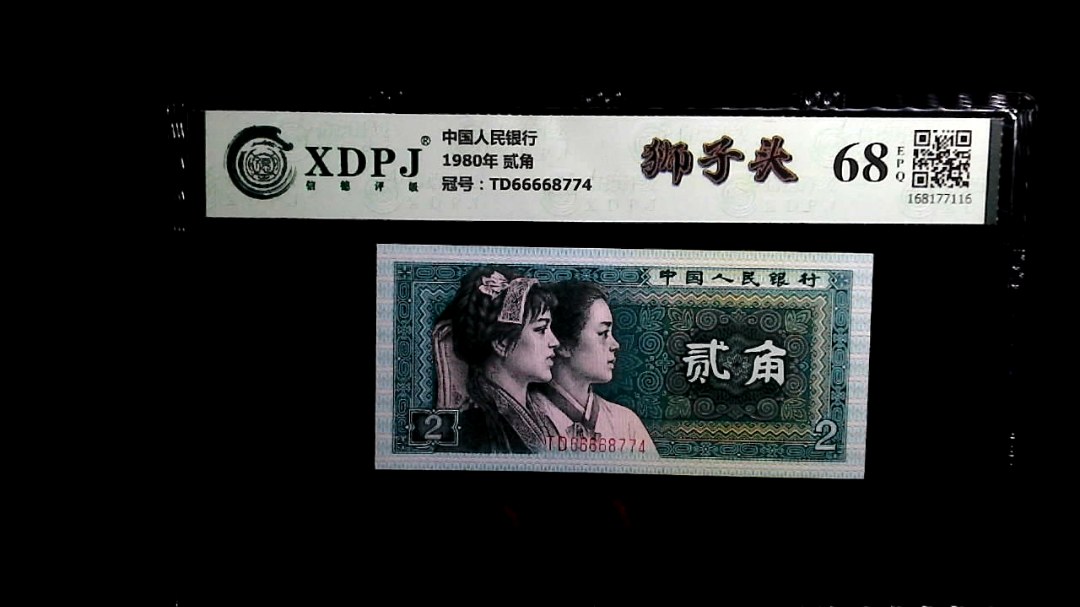 XDPJ®
信德评级
中国人民银行
1980年 贰角
冠号：TD66668774
狮子头
68
EPQ
168177116
中国人民银行
贰角
2
TD66668774
2